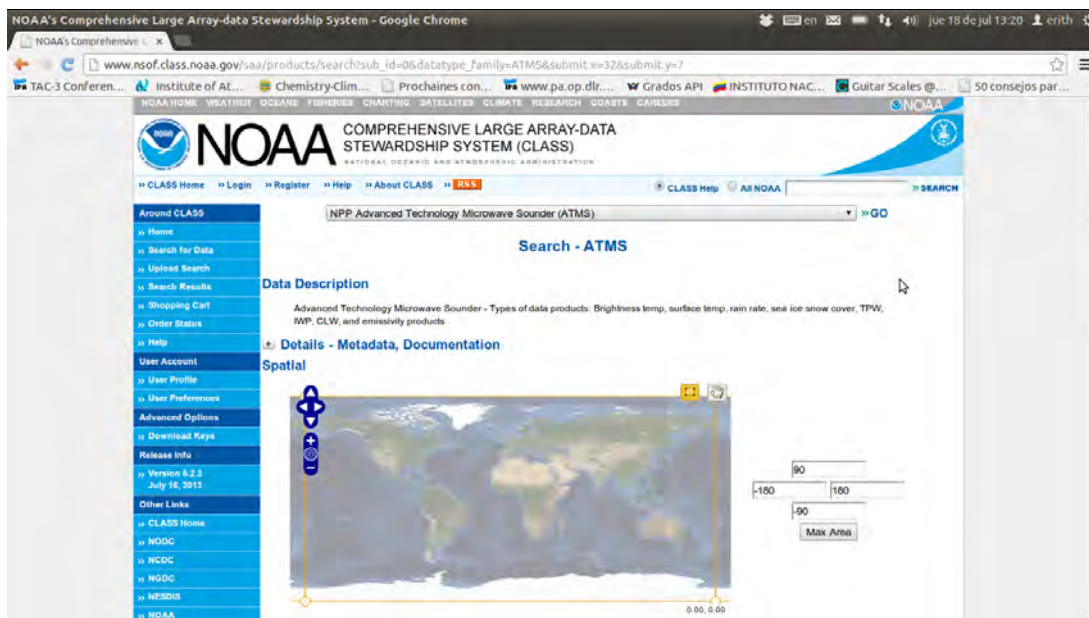 NOAA's Comprehensive Large Array-data Stewardship System - Google Chrome
en
jue 18 de jul 13:20
erith
NOAA's Comprehensive L
www.nsof.class.noaa.gov/saa/products/search?sub_id=0&datatype_family=ATMS&submit.x=32&submit.y=7
TAC-3 Conferen... Institute of At... Chemistry-Clim... Prochaines con... www.pa.op.dlr.... Grados API INSTITUTO NAC... Guitar Scales @... 50 consejos par...
NOAA HOME WEATHER OCEANS FISHERIES CHARTING SATELLITES CLIMATE RESEARCH COASTS CAREERS
NOAA
NOAA
NOAA
COMPREHENSIVE LARGE ARRAY-DATA
STEWARDSHIP SYSTEM (CLASS)
NATIONAL OCEANIC AND ATMOSPHERIC ADMINISTRATION
» CLASS Home » Login » Register » Help » About CLASS » RSS
CLASS Help All NOAA » SEARCH
Around CLASS
» Home
» Search for Data
» Upload Search
» Search Results
» Shopping Cart
» Order Status
» Help
User Account
» User Profile
» User Preferences
Advanced Options
» Download Keys
Release Info
» Version 6.2.3
July 16, 2013
Other Links
» CLASS Home
» NODC
» NCDC
» NGDC
» NESDIS
» NOAA
NPP Advanced Technology Microwave Sounder (ATMS) » GO
Search - ATMS
Data Description
Advanced Technology Microwave Sounder - Types of data products: Brightness temp, surface temp, rain rate, sea ice snow cover, TPW,
IWP, CLW, and emissivity products
+ Details - Metadata, Documentation
Spatial
90
-180 180
-90
Max Area
0.00, 0.00